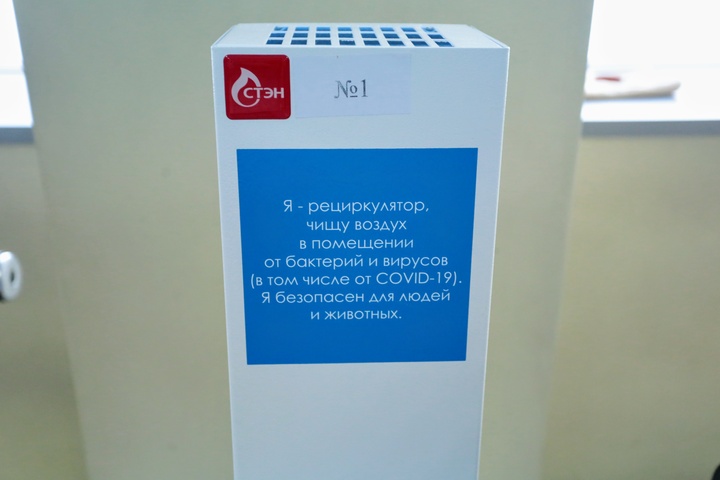 СТЭН
№1
Я - рециркулятор,
чищу воздух
в помещении
от бактерий и вирусов
(в том числе от COVID-19).
Я безопасен для людей
и животных.